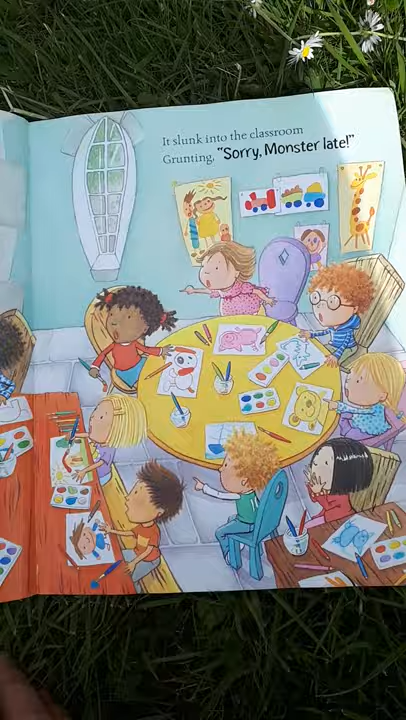 It slunk into the classroom
Grunting, "Sorry, Monster late!"